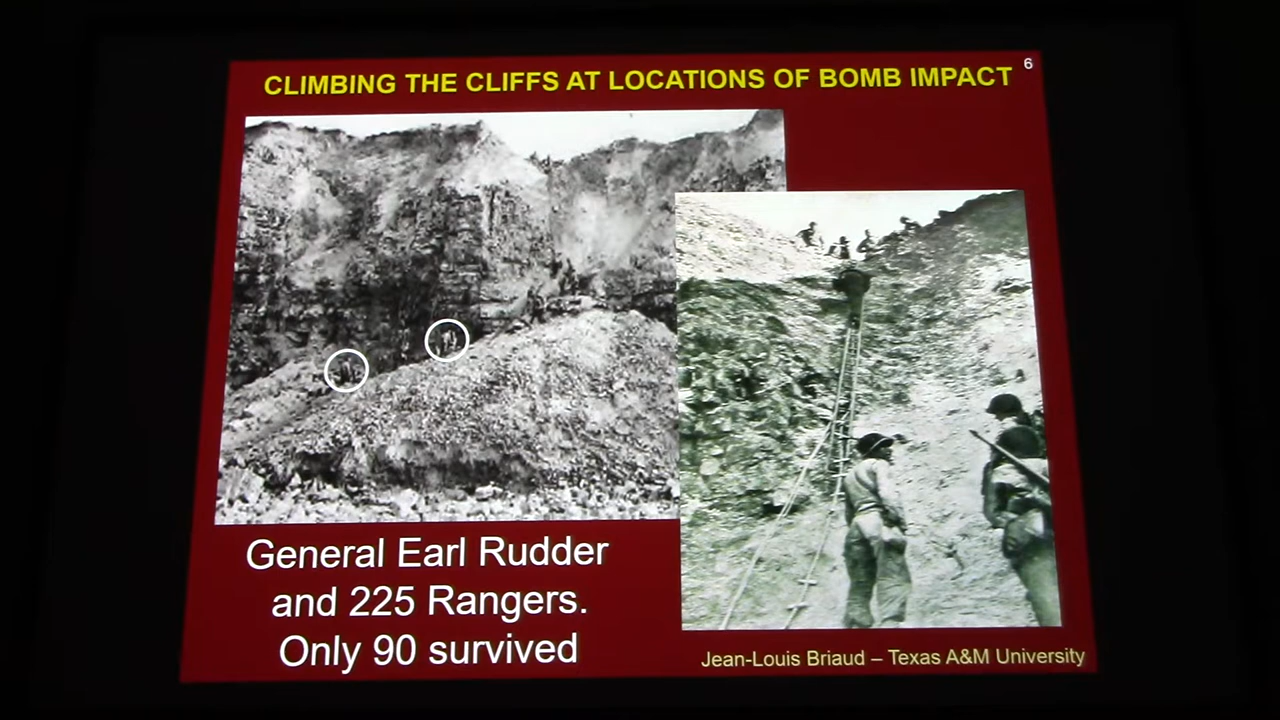 6
CLIMBING THE CLIFFS AT LOCATIONS OF BOMB IMPACT
General Earl Rudder
and 225 Rangers.
Only 90 survived
Jean-Louis Briaud – Texas A&M University